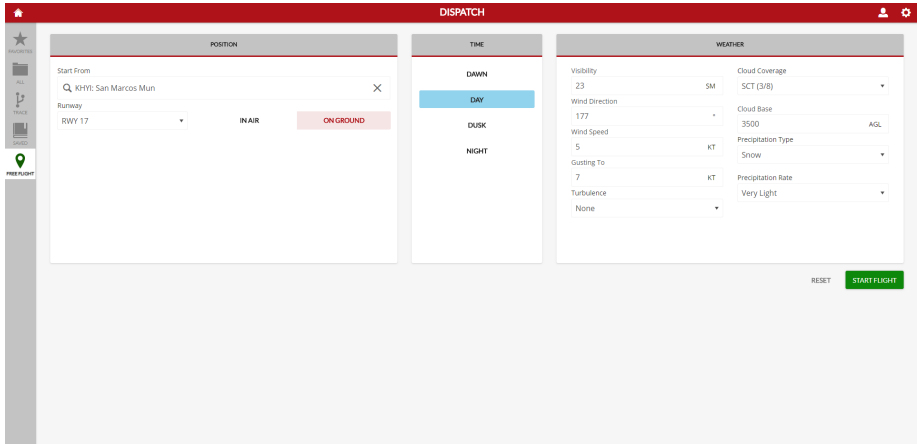 DISPATCH
FAVORITES
ALL
TRACK
SAVED
FREE FLIGHT
POSITION
Start From
KHYI: San Marcos Mun
Runway
RWY 17
IN AIR
ON GROUND
TIME
DAWN
DAY
DUSK
NIGHT
WEATHER
Visibility
23 SM
Wind Direction
177 °
Wind Speed
5 KT
Gusting To
7 KT
Turbulence
None
Cloud Coverage
SCT (3/8)
Cloud Base
3500 AGL
Precipitation Type
Snow
Precipitation Rate
Very Light
RESET
START FLIGHT